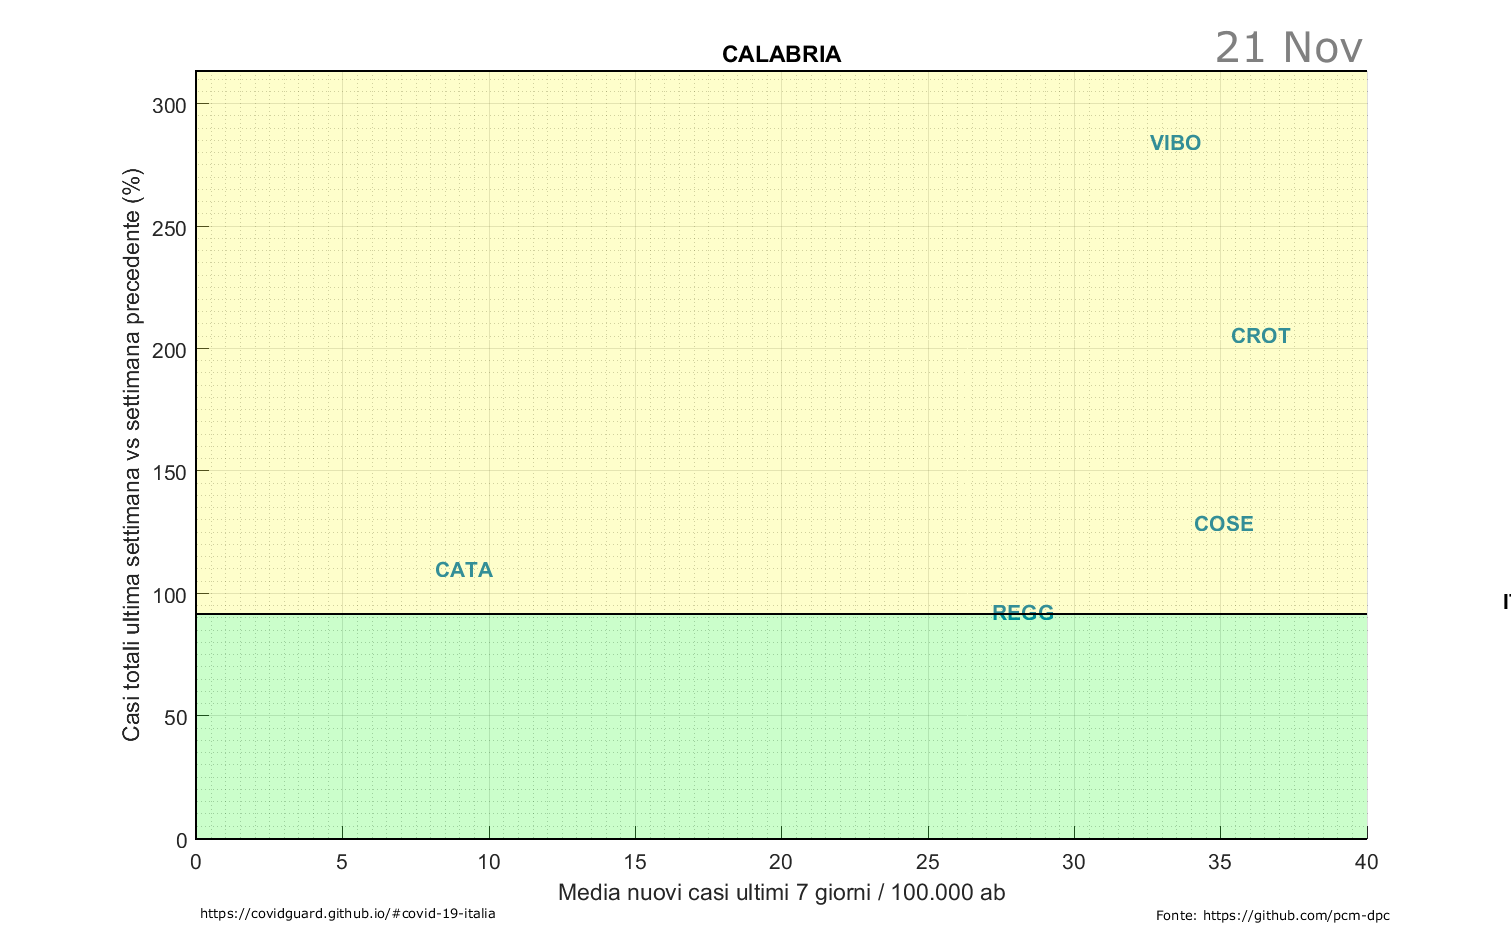 CALABRIA
21 Nov
Casi totali ultima settimana vs settimana precedente (%)
300
250
200
150
100
50
0
VIBO
CROT
COSE
CATA
REGG
0 5 10 15 20 25 30 35 40
Media nuovi casi ultimi 7 giorni / 100.000 ab
https://covidguard.github.io/#covid-19-italia
Fonte: https://github.com/pcm-dpc